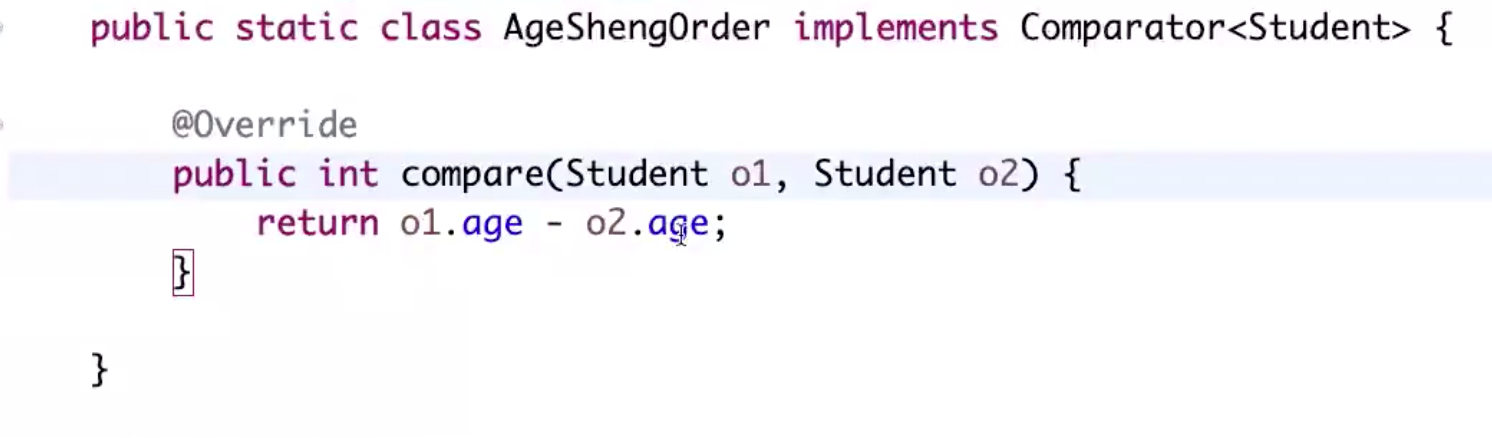 public static class AgeShengOrder implements Comparator<Student> {
@Override
public int compare(Student o1, Student o2) {
return o1.age - o2.age;
}
}